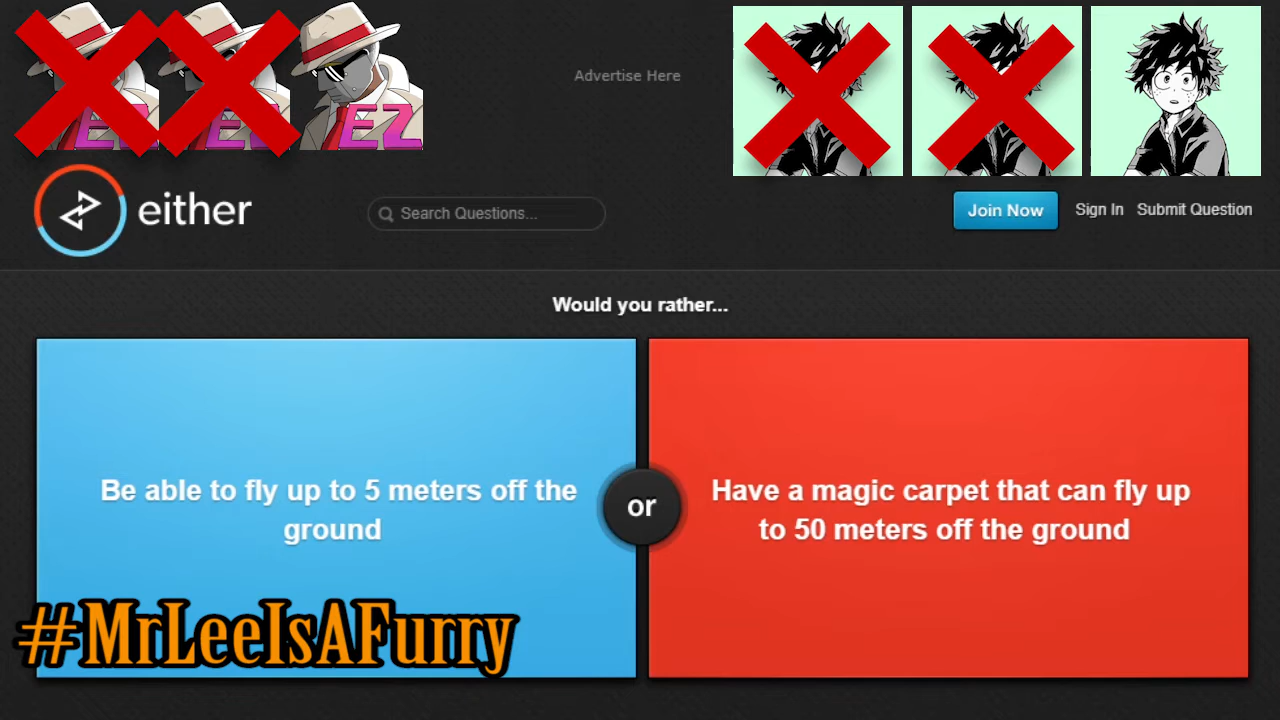 EZ
Advertise Here
either
Search Questions...
Join Now
Sign In
Submit Question
Would you rather...
Be able to fly up to 5 meters off the
ground
or
Have a magic carpet that can fly up
to 50 meters off the ground
#MrLeeIsAFurry